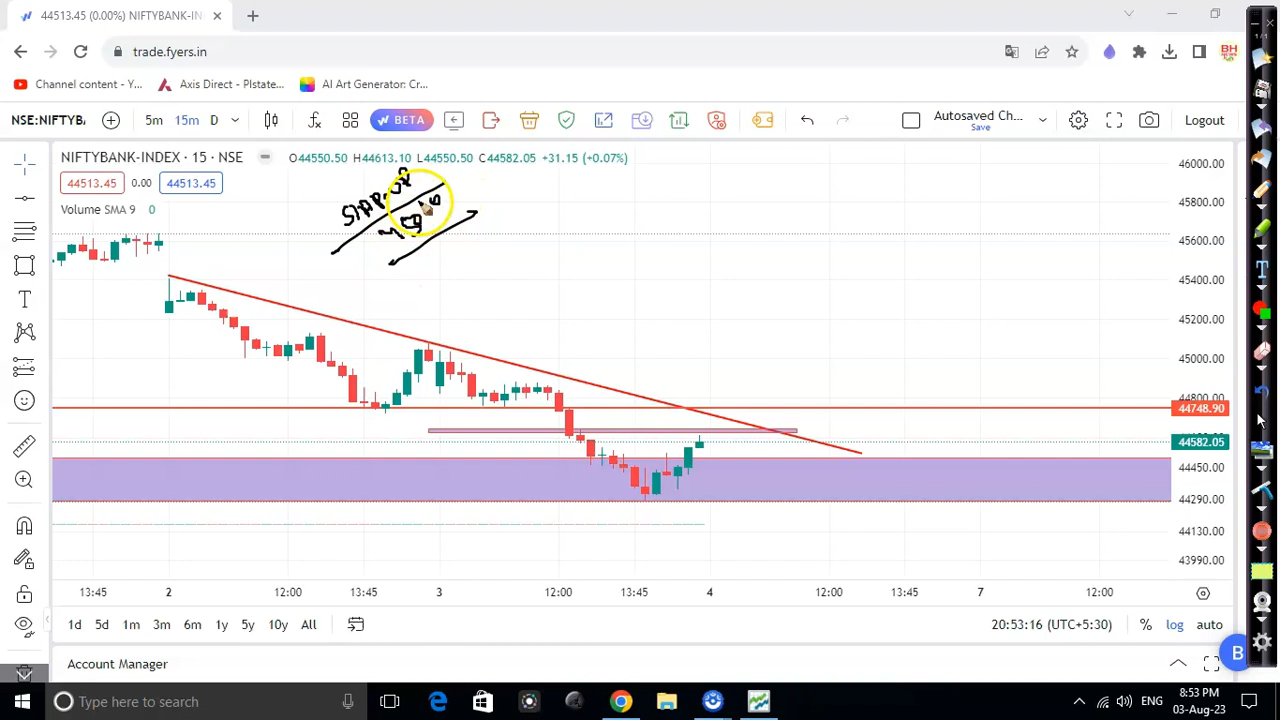 44513.45 (0.00%) NIFTYBANK-IN
trade.fyers.in
Channel content - Y...
Axis Direct - PIstate...
AI Art Generator: Cr...
BH
1/1
NSE:NIFTYB/
5m
15m
D
BETA
Autosaved Ch...
Save
Logout
NIFTYBANK-INDEX · 15 · NSE
O44550.50 H44613.10 L44550.50 C44582.05 +31.15 (+0.07%)
44513.45
0.00
44513.45
Volume SMA 9 0
46000.00
45800.00
45600.00
45400.00
45200.00
45000.00
44800.00
44748.90
44582.05
44450.00
44290.00
44130.00
43990.00
13:45
2
12:00
13:45
3
12:00
13:45
4
12:00
13:45
7
12:00
1d
5d
1m
3m
6m
1y
5y
10y
All
20:53:16 (UTC+5:30)
%
log
auto
B
Account Manager
Type here to search
ENG
8:53 PM
03-Aug-23